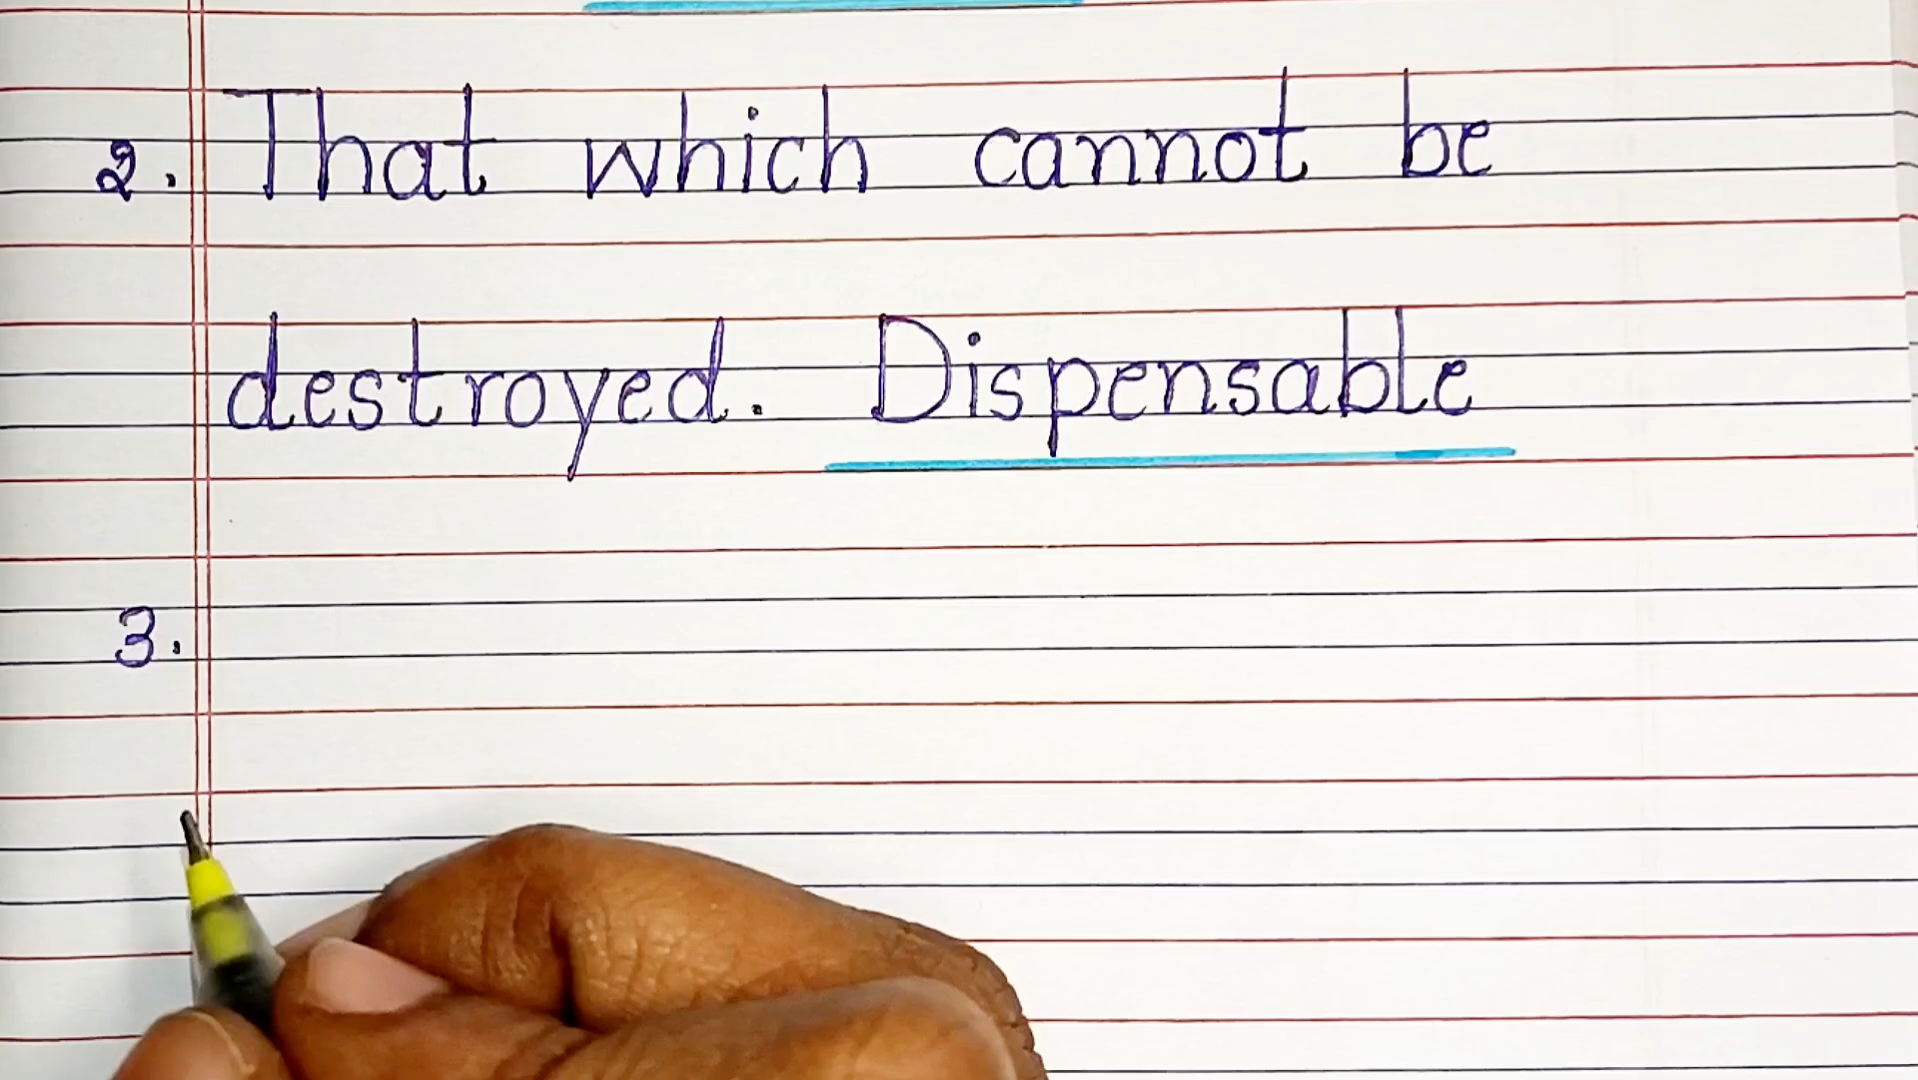 2. That which cannot be
destroyed. Dispensable
3.